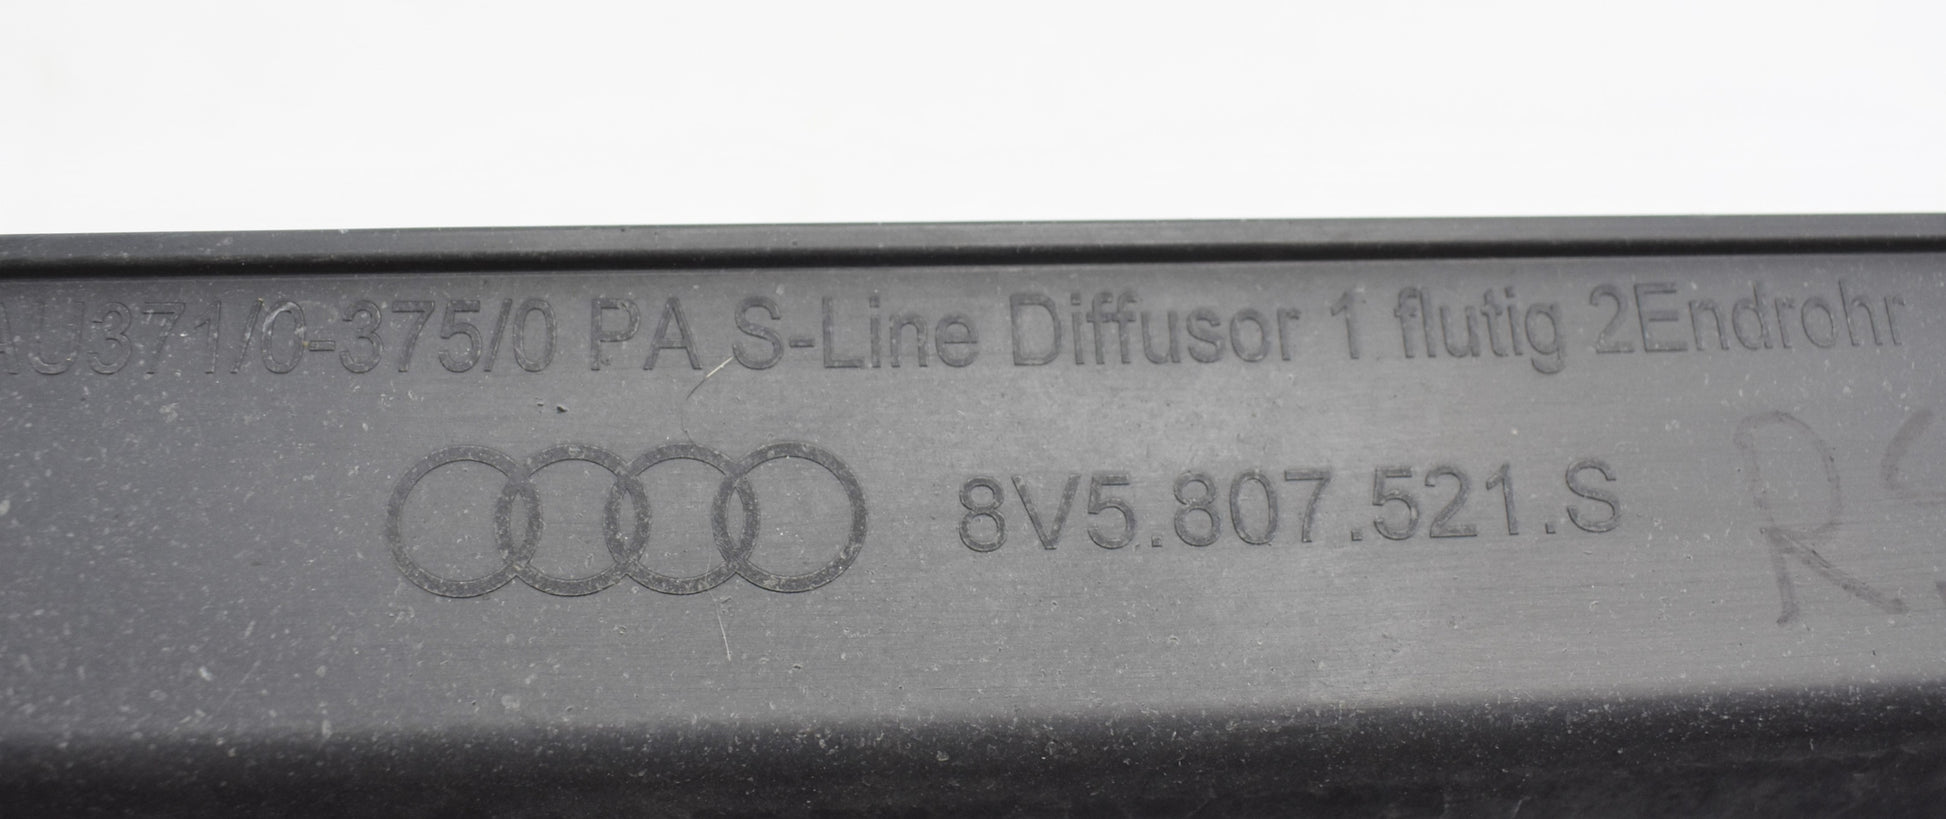 AU371/0-375/0 PA S-Line Diffusor 1 flutig 2Endrohr
8V5.807.521.S